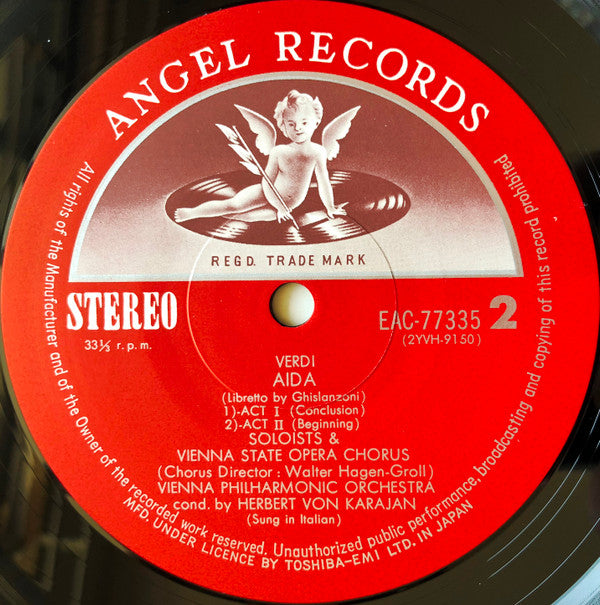 ANGEL RECORDS
REGD. TRADE MARK
STEREO
33⅓ r.p.m.
EAC-77335 2
(2YVH-9150)
VERDI
AIDA
(Libretto by Ghislanzoni)
1)-ACT I (Conclusion)
2)-ACT II (Beginning)
SOLOISTS &
VIENNA STATE OPERA CHORUS
(Chorus Director : Walter Hagen-Groll)
VIENNA PHILHARMONIC ORCHESTRA
cond. by HERBERT VON KARAJAN
(Sung in Italian)
All rights of the Manufacturer and of the Owner of the recorded work reserved. Unauthorized public performance, broadcasting and copying of this record prohibited
MFD. UNDER LICENCE BY TOSHIBA-EMI LTD. IN JAPAN